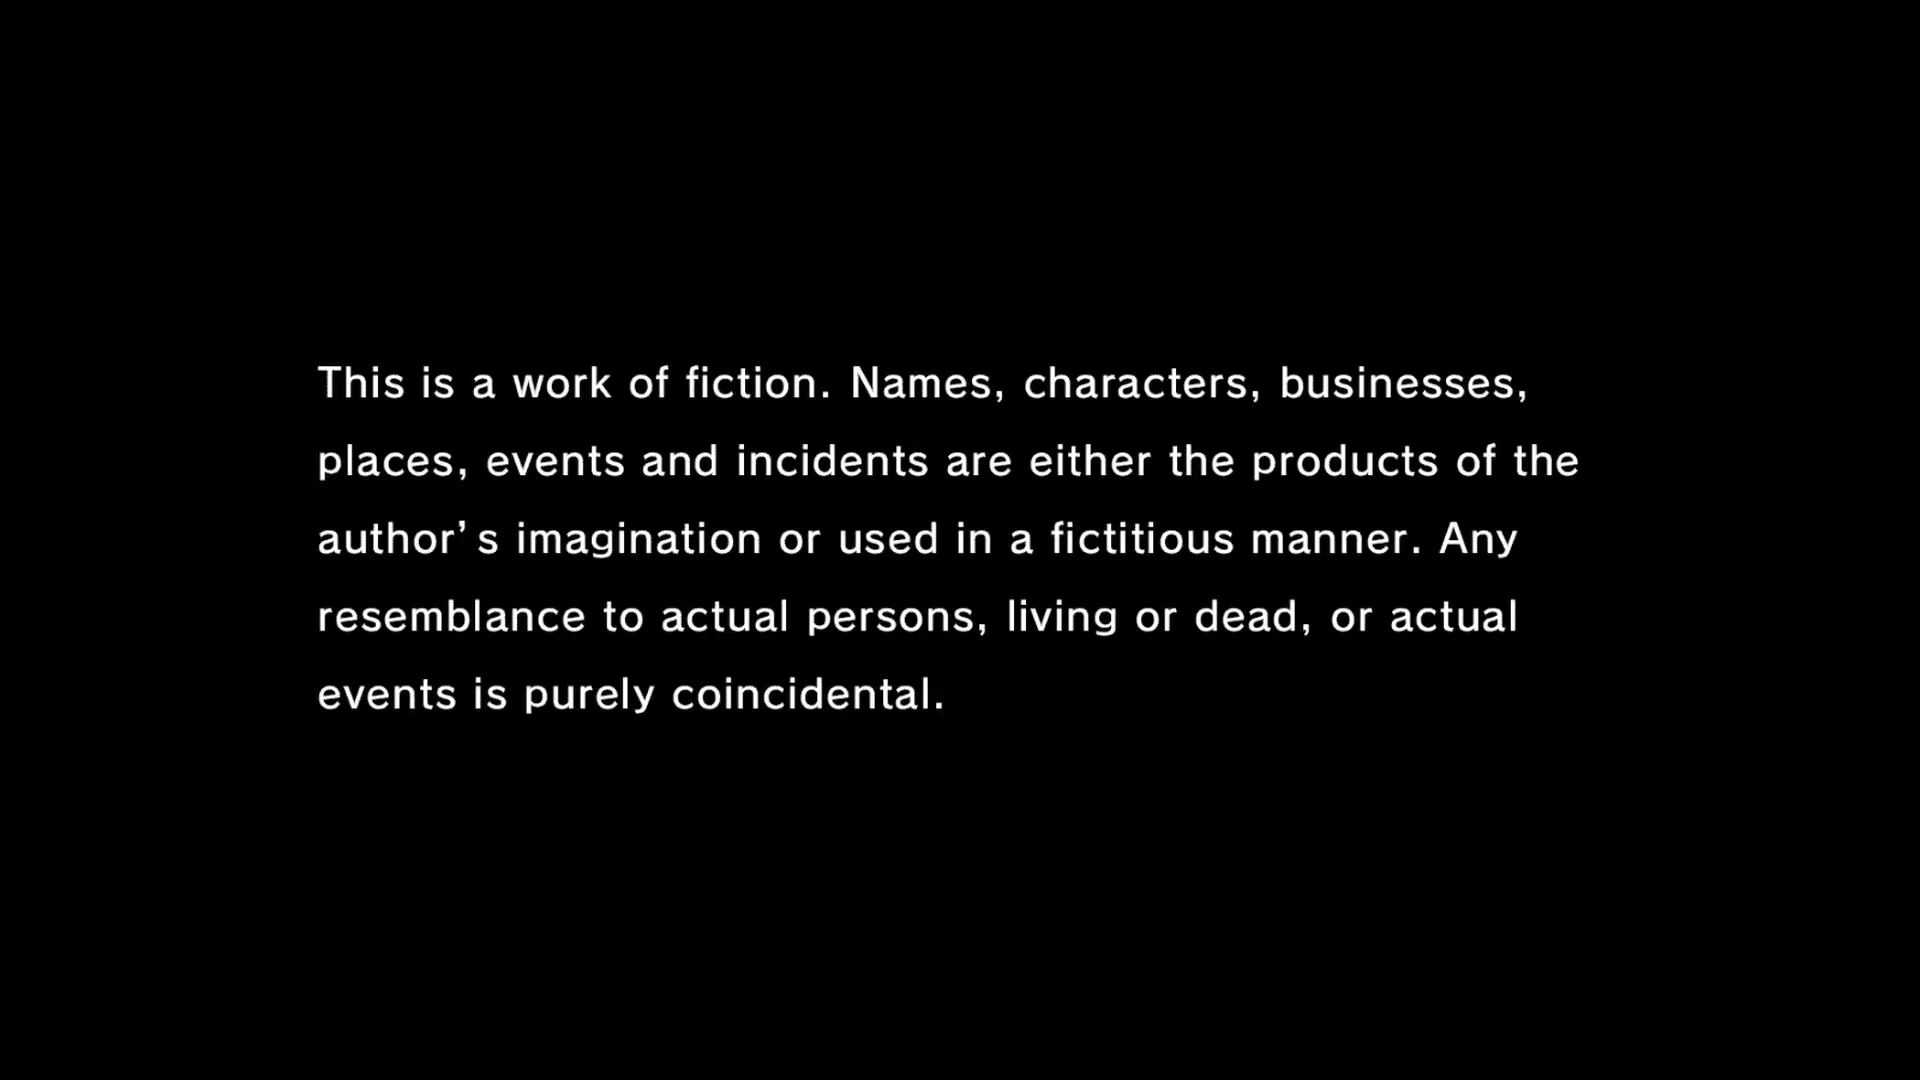 This is a work of fiction. Names, characters, businesses,
places, events and incidents are either the products of the
author’s imagination or used in a fictitious manner. Any
resemblance to actual persons, living or dead, or actual
events is purely coincidental.